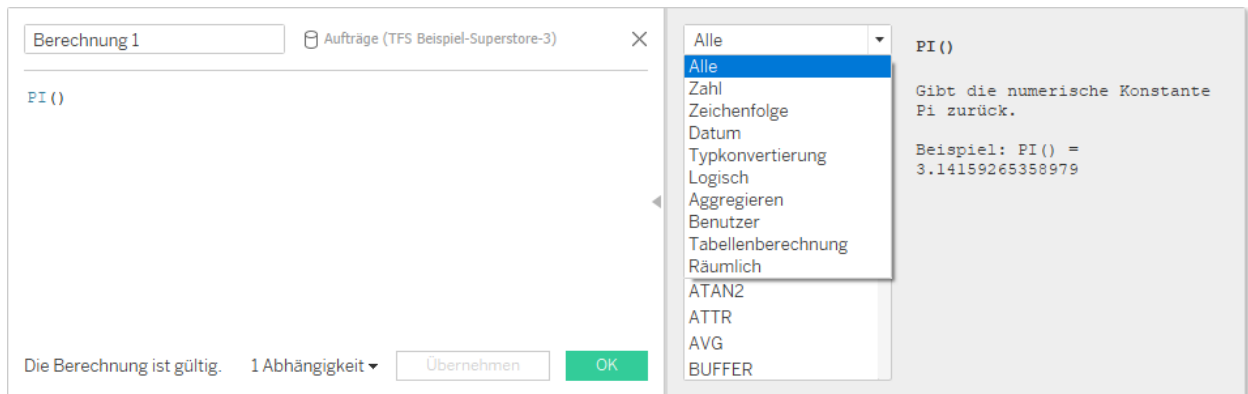 Berechnung 1
Aufträge (TFS Beispiel-Superstore-3)
PI()
Die Berechnung ist gültig.
1 Abhängigkeit
Übernehmen
OK
Alle
Alle
Zahl
Zeichenfolge
Datum
Typkonvertierung
Logisch
Aggregieren
Benutzer
Tabellenberechnung
Räumlich
ATAN2
ATTR
AVG
BUFFER
PI()
Gibt die numerische Konstante
Pi zurück.
Beispiel: PI() =
3.14159265358979